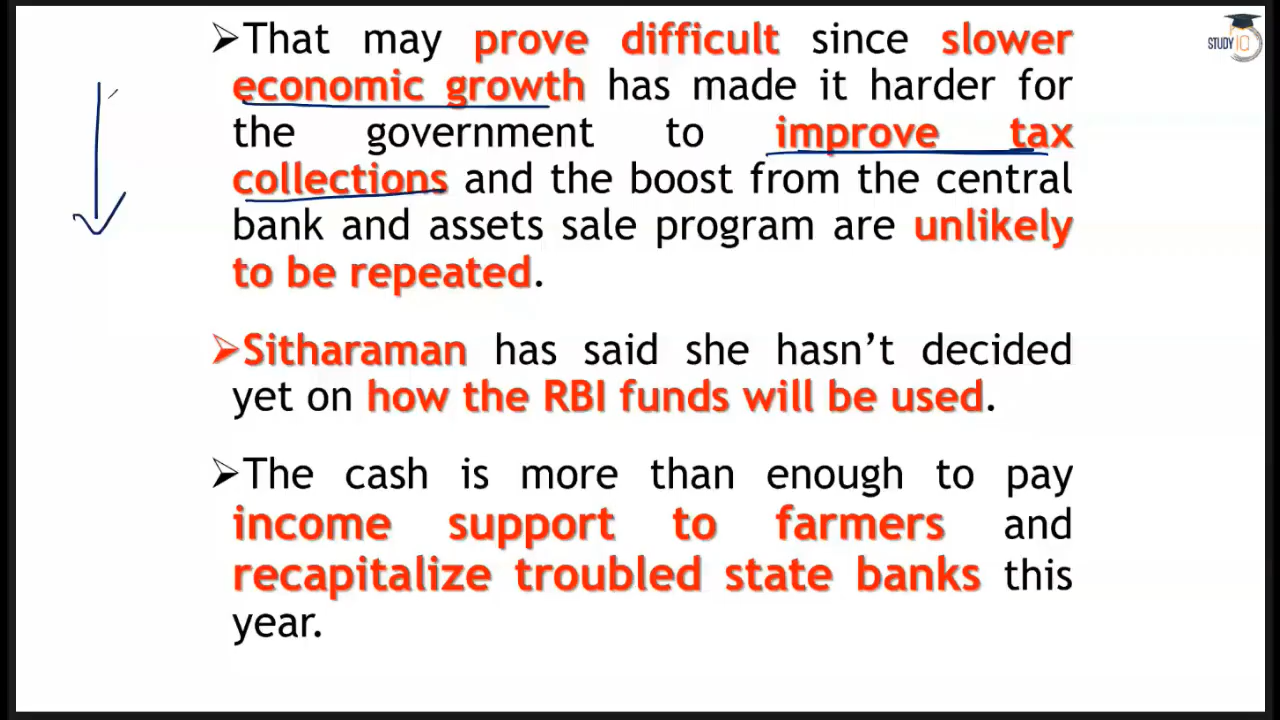 STUDY IQ
➢That may prove difficult since slower
economic growth has made it harder for
the government to improve tax
collections and the boost from the central
bank and assets sale program are unlikely
to be repeated.
➢Sitharaman has said she hasn’t decided
yet on how the RBI funds will be used.
➢The cash is more than enough to pay
income support to farmers and
recapitalize troubled state banks this
year.